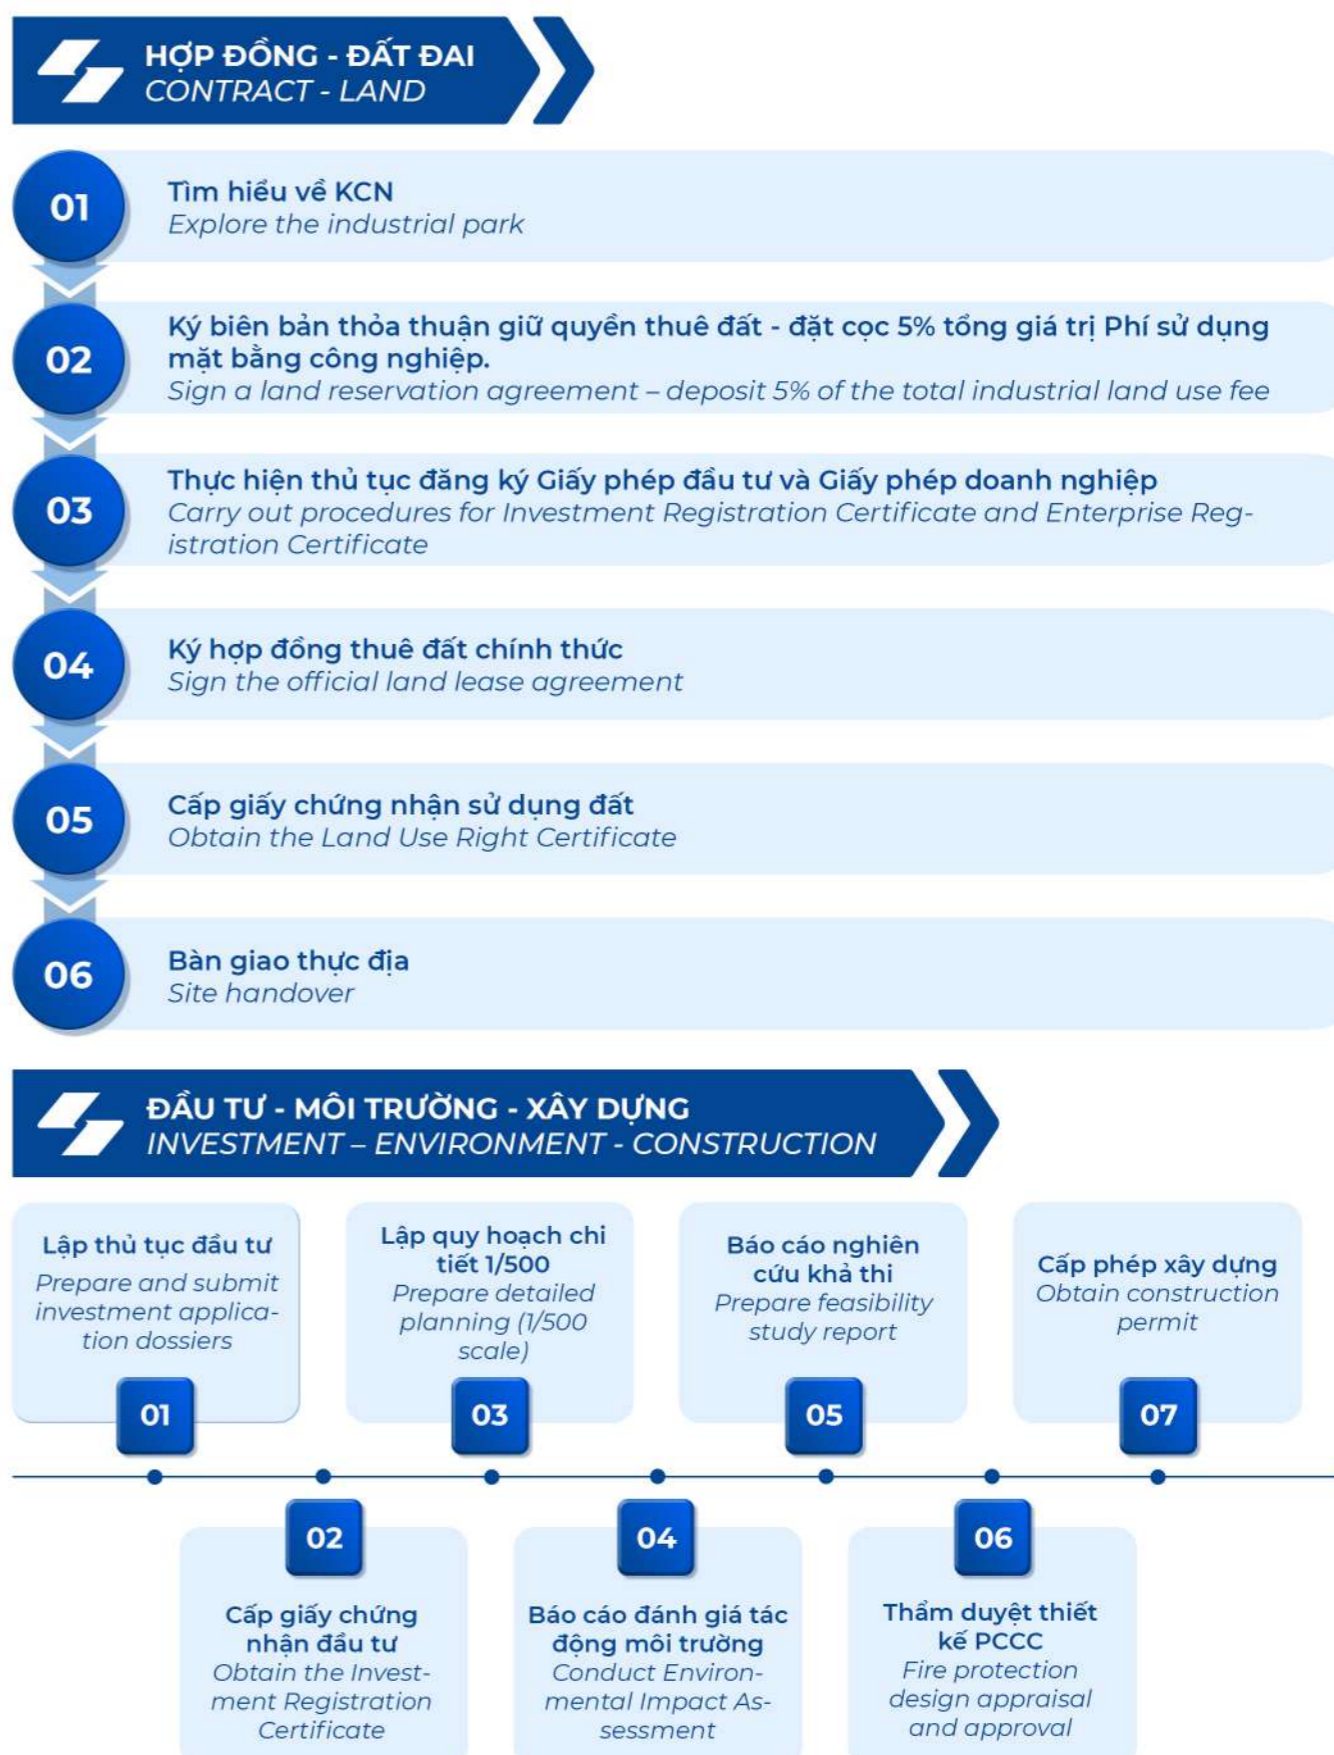 HỢP ĐỒNG - ĐẤT ĐAI
CONTRACT - LAND
01
Tìm hiểu về KCN
Explore the industrial park
02
Ký biên bản thỏa thuận giữ quyền thuê đất - đặt cọc 5% tổng giá trị Phí sử dụng
mặt bằng công nghiệp.
Sign a land reservation agreement – deposit 5% of the total industrial land use fee
03
Thực hiện thủ tục đăng ký Giấy phép đầu tư và Giấy phép doanh nghiệp
Carry out procedures for Investment Registration Certificate and Enterprise Reg-
istration Certificate
04
Ký hợp đồng thuê đất chính thức
Sign the official land lease agreement
05
Cấp giấy chứng nhận sử dụng đất
Obtain the Land Use Right Certificate
06
Bàn giao thực địa
Site handover
ĐẦU TƯ - MÔI TRƯỜNG - XÂY DỰNG
INVESTMENT – ENVIRONMENT - CONSTRUCTION
Lập thủ tục đầu tư
Prepare and submit
investment applica-
tion dossiers
01
Cấp giấy chứng
nhận đầu tư
Obtain the Invest-
ment Registration
Certificate
02
Lập quy hoạch chi
tiết 1/500
Prepare detailed
planning (1/500
scale)
03
Báo cáo đánh giá tác
động môi trường
Conduct Environ-
mental Impact As-
sessment
04
Báo cáo nghiên
cứu khả thi
Prepare feasibility
study report
05
Thẩm duyệt thiết
kế PCCC
Fire protection
design appraisal
and approval
06
Cấp phép xây dựng
Obtain construction
permit
07